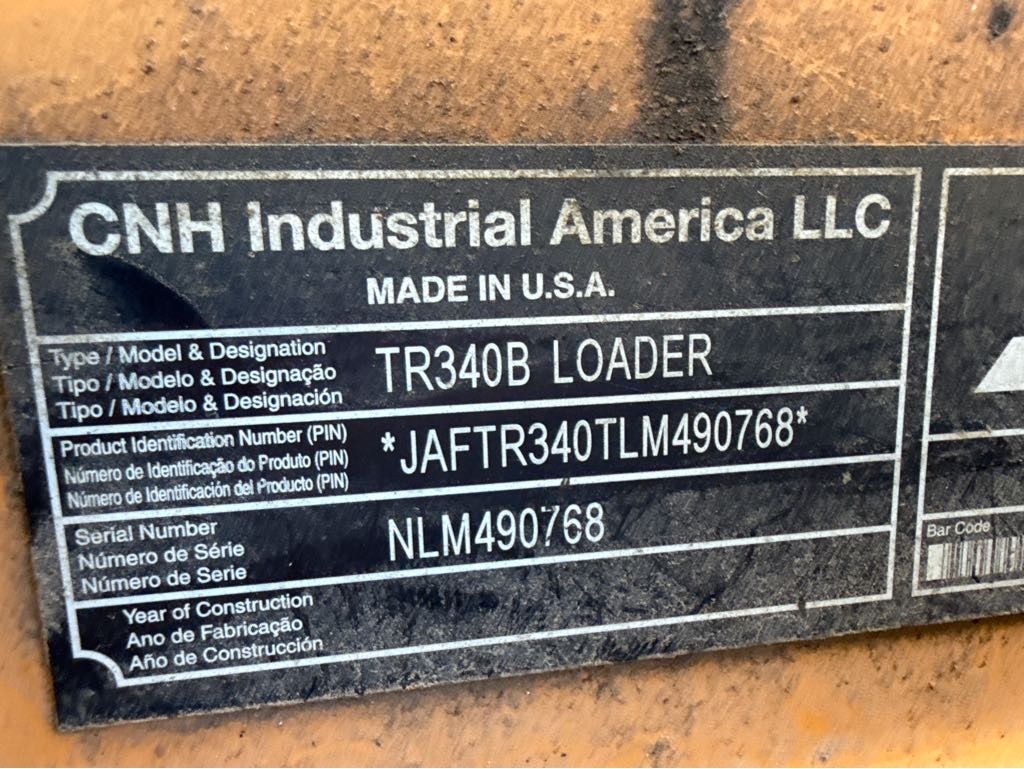 CNH Industrial America LLC
MADE IN U.S.A.
Type / Model & Designation
Tipo / Modelo & Designação
Tipo / Modelo & Designación
TR340B LOADER
Product Identification Number (PIN)
Número de Identificação do Produto (PIN)
Número de Identificación del Producto (PIN)
*JAFTR340TLM490768*
Serial Number
Número de Série
Número de Serie
NLM490768
Year of Construction
Ano de Fabricação
Año de Construcción
Bar Code